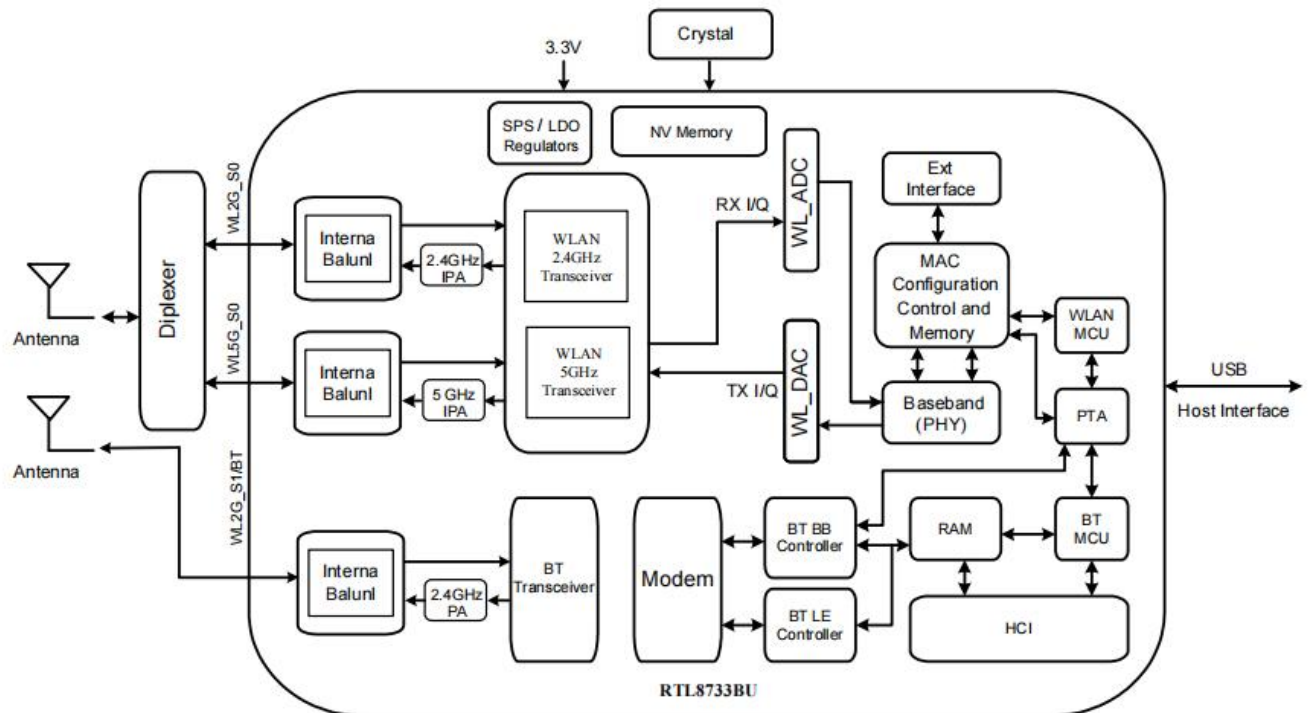 Crystal
3.3V
SPS / LDO
Regulators
NV Memory
WL2G_S0
Interna
Balunl
2.4GHz
IPA
WLAN
2.4GHz
Transceiver
RX I/Q
WL_ADC
Ext
Interface
MAC
Configuration
Control and
Memory
WLAN
MCU
Antenna
Diplexer
WL5G_S0
Interna
Balunl
5 GHz
IPA
WLAN
5GHz
Transceiver
TX I/Q
WL_DAC
Baseband
(PHY)
PTA
USB
Host Interface
Antenna
WL2G_S1/BT
Interna
Balunl
2.4GHz
PA
BT
Transceiver
Modem
BT BB
Controller
RAM
BT
MCU
BT LE
Controller
HCI
RTL8733BU